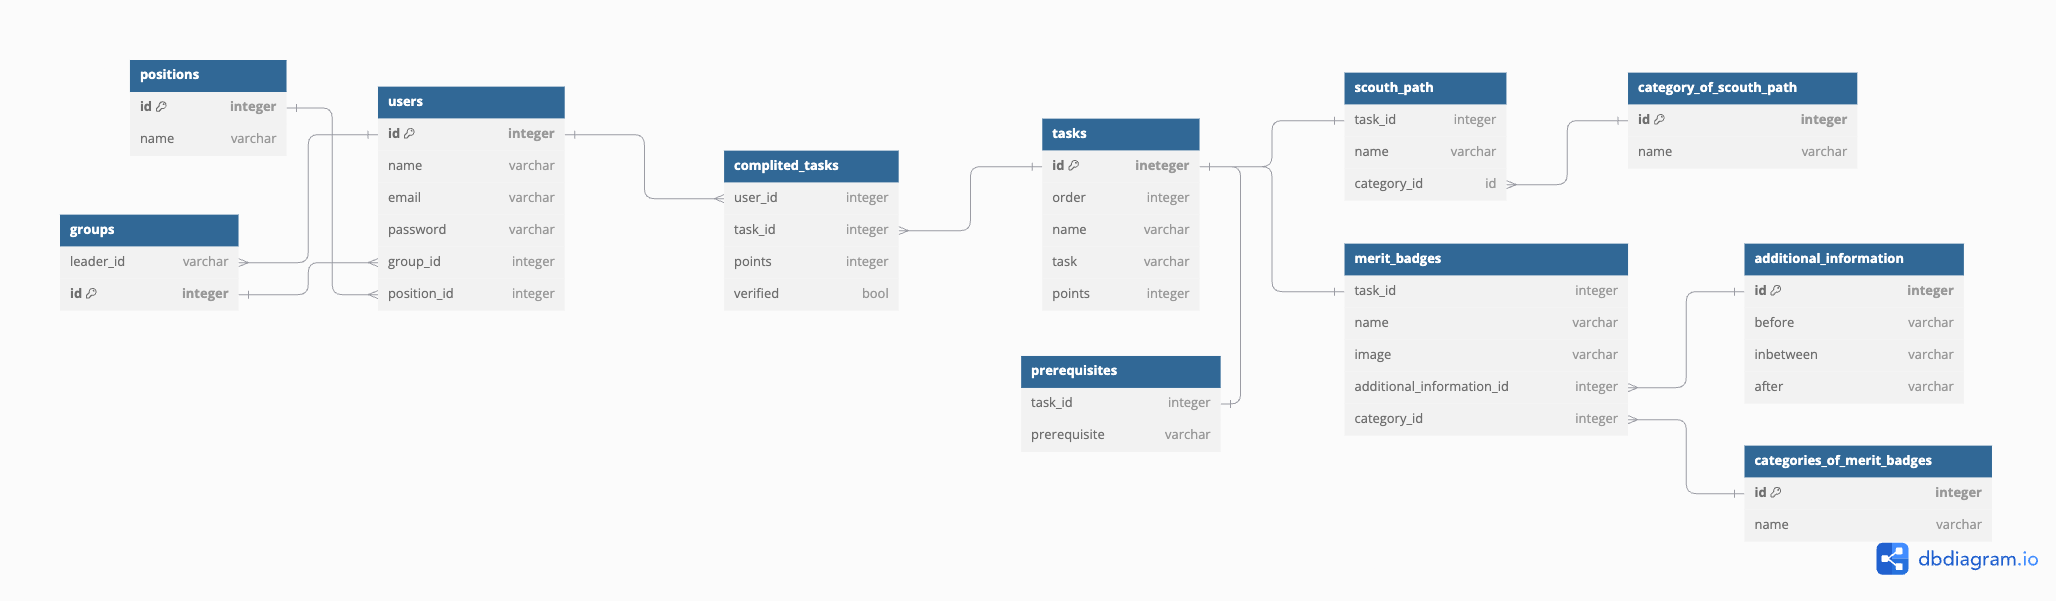 positions
id integer
name varchar
groups
leader_id varchar
id integer
users
id integer
name varchar
email varchar
password varchar
group_id integer
position_id integer
complited_tasks
user_id integer
task_id integer
points integer
verified bool
tasks
id ineteger
order integer
name varchar
task varchar
points integer
prerequisites
task_id integer
prerequisite varchar
scouth_path
task_id integer
name varchar
category_id id
category_of_scouth_path
id integer
name varchar
merit_badges
task_id integer
name varchar
image varchar
additional_information_id integer
category_id integer
additional_information
id integer
before varchar
inbetween varchar
after varchar
categories_of_merit_badges
id integer
name varchar
dbdiagram.io